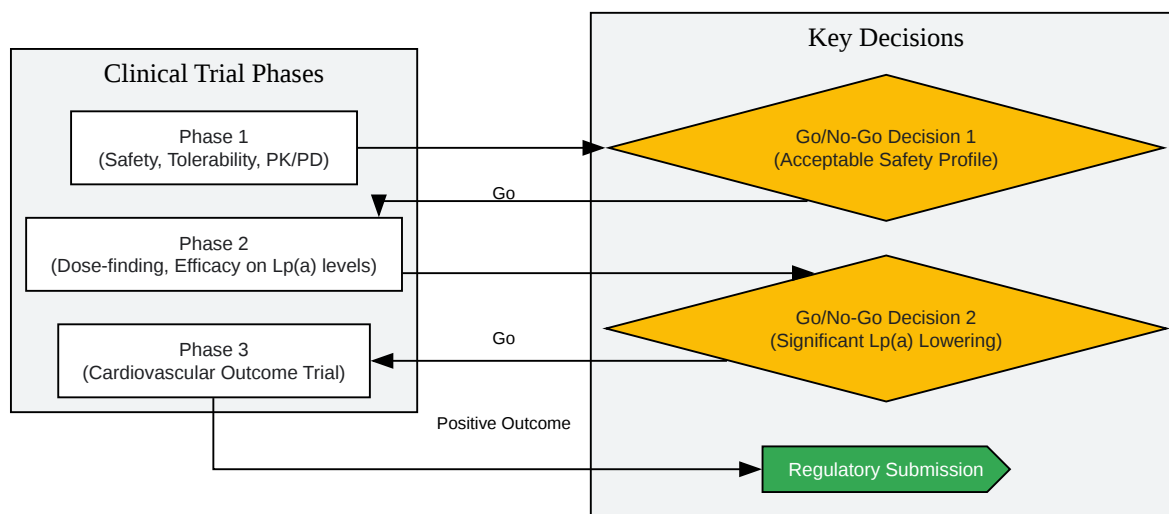 Clinical Trial Phases
Phase 1
(Safety, Tolerability, PK/PD)
Phase 2
(Dose-finding, Efficacy on Lp(a) levels)
Phase 3
(Cardiovascular Outcome Trial)
Go
Go
Positive Outcome
Key Decisions
Go/No-Go Decision 1
(Acceptable Safety Profile)
Go/No-Go Decision 2
(Significant Lp(a) Lowering)
Regulatory Submission